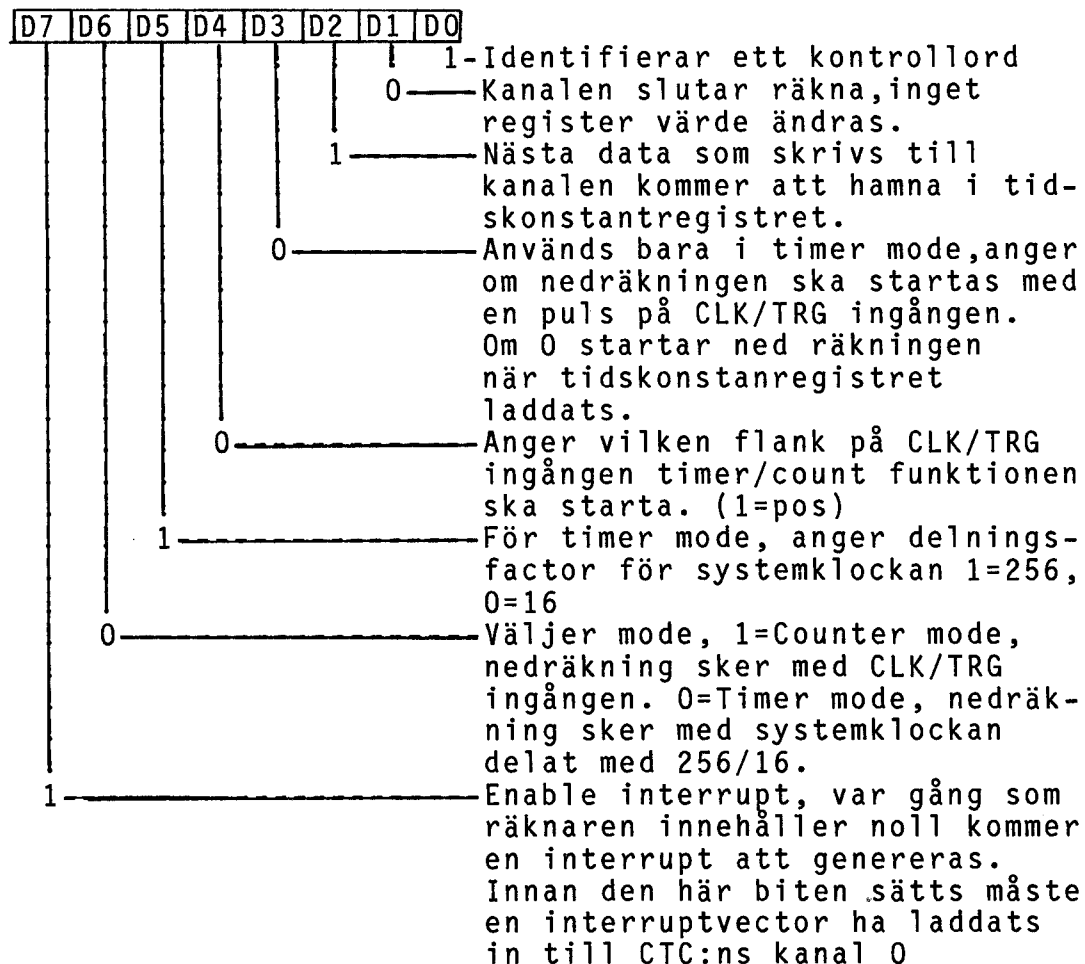 D7 D6 D5 D4 D3 D2 D1 D0
1-Identifierar ett kontrollord
0 Kanalen slutar räkna,inget
register värde ändras.
1 Nästa data som skrivs till
kanalen kommer att hamna i tid-
skonstantregistret.
0 Används bara i timer mode,anger
om nedräkningen ska startas med
en puls på CLK/TRG ingången.
Om 0 startar ned räkningen
när tidskonstanregistret
laddats.
0 Anger vilken flank på CLK/TRG
ingången timer/count funktionen
ska starta. (1=pos)
1 För timer mode, anger delnings-
factor för systemklockan 1=256,
0=16
0 Väljer mode, 1=Counter mode,
nedräkning sker med CLK/TRG
ingången. 0=Timer mode, nedräk-
ning sker med systemklockan
delat med 256/16.
1 Enable interrupt, var gång som
räknaren innehåller noll kommer
en interrupt att genereras.
Innan den här biten sätts måste
en interruptvector ha laddats
in till CTC:ns kanal 0